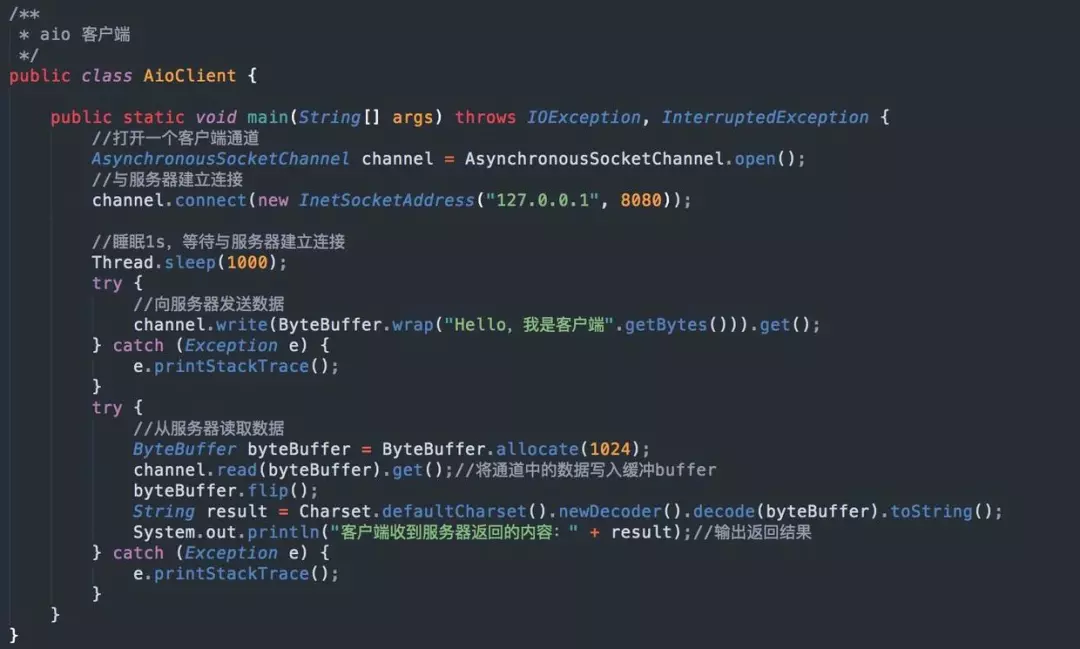 /**
 * aio 客户端
 */
public class AioClient {
    public static void main(String[] args) throws IOException, InterruptedException {
        //打开一个客户端通道
        AsynchronousSocketChannel channel = AsynchronousSocketChannel.open();
        //与服务器建立连接
        channel.connect(new InetSocketAddress("127.0.0.1", 8080));
        //睡眠1s，等待与服务器建立连接
        Thread.sleep(1000);
        try {
            //向服务器发送数据
            channel.write(ByteBuffer.wrap("Hello，我是客户端".getBytes())).get();
        } catch (Exception e) {
            e.printStackTrace();
        }
        try {
            //从服务器读取数据
            ByteBuffer byteBuffer = ByteBuffer.allocate(1024);
            channel.read(byteBuffer).get();//将通道中的数据写入缓冲buffer
            byteBuffer.flip();
            String result = Charset.defaultCharset().newDecoder().decode(byteBuffer).toString();
            System.out.println("客户端收到服务器返回的内容：" + result);//输出返回结果
        } catch (Exception e) {
            e.printStackTrace();
        }
    }
}